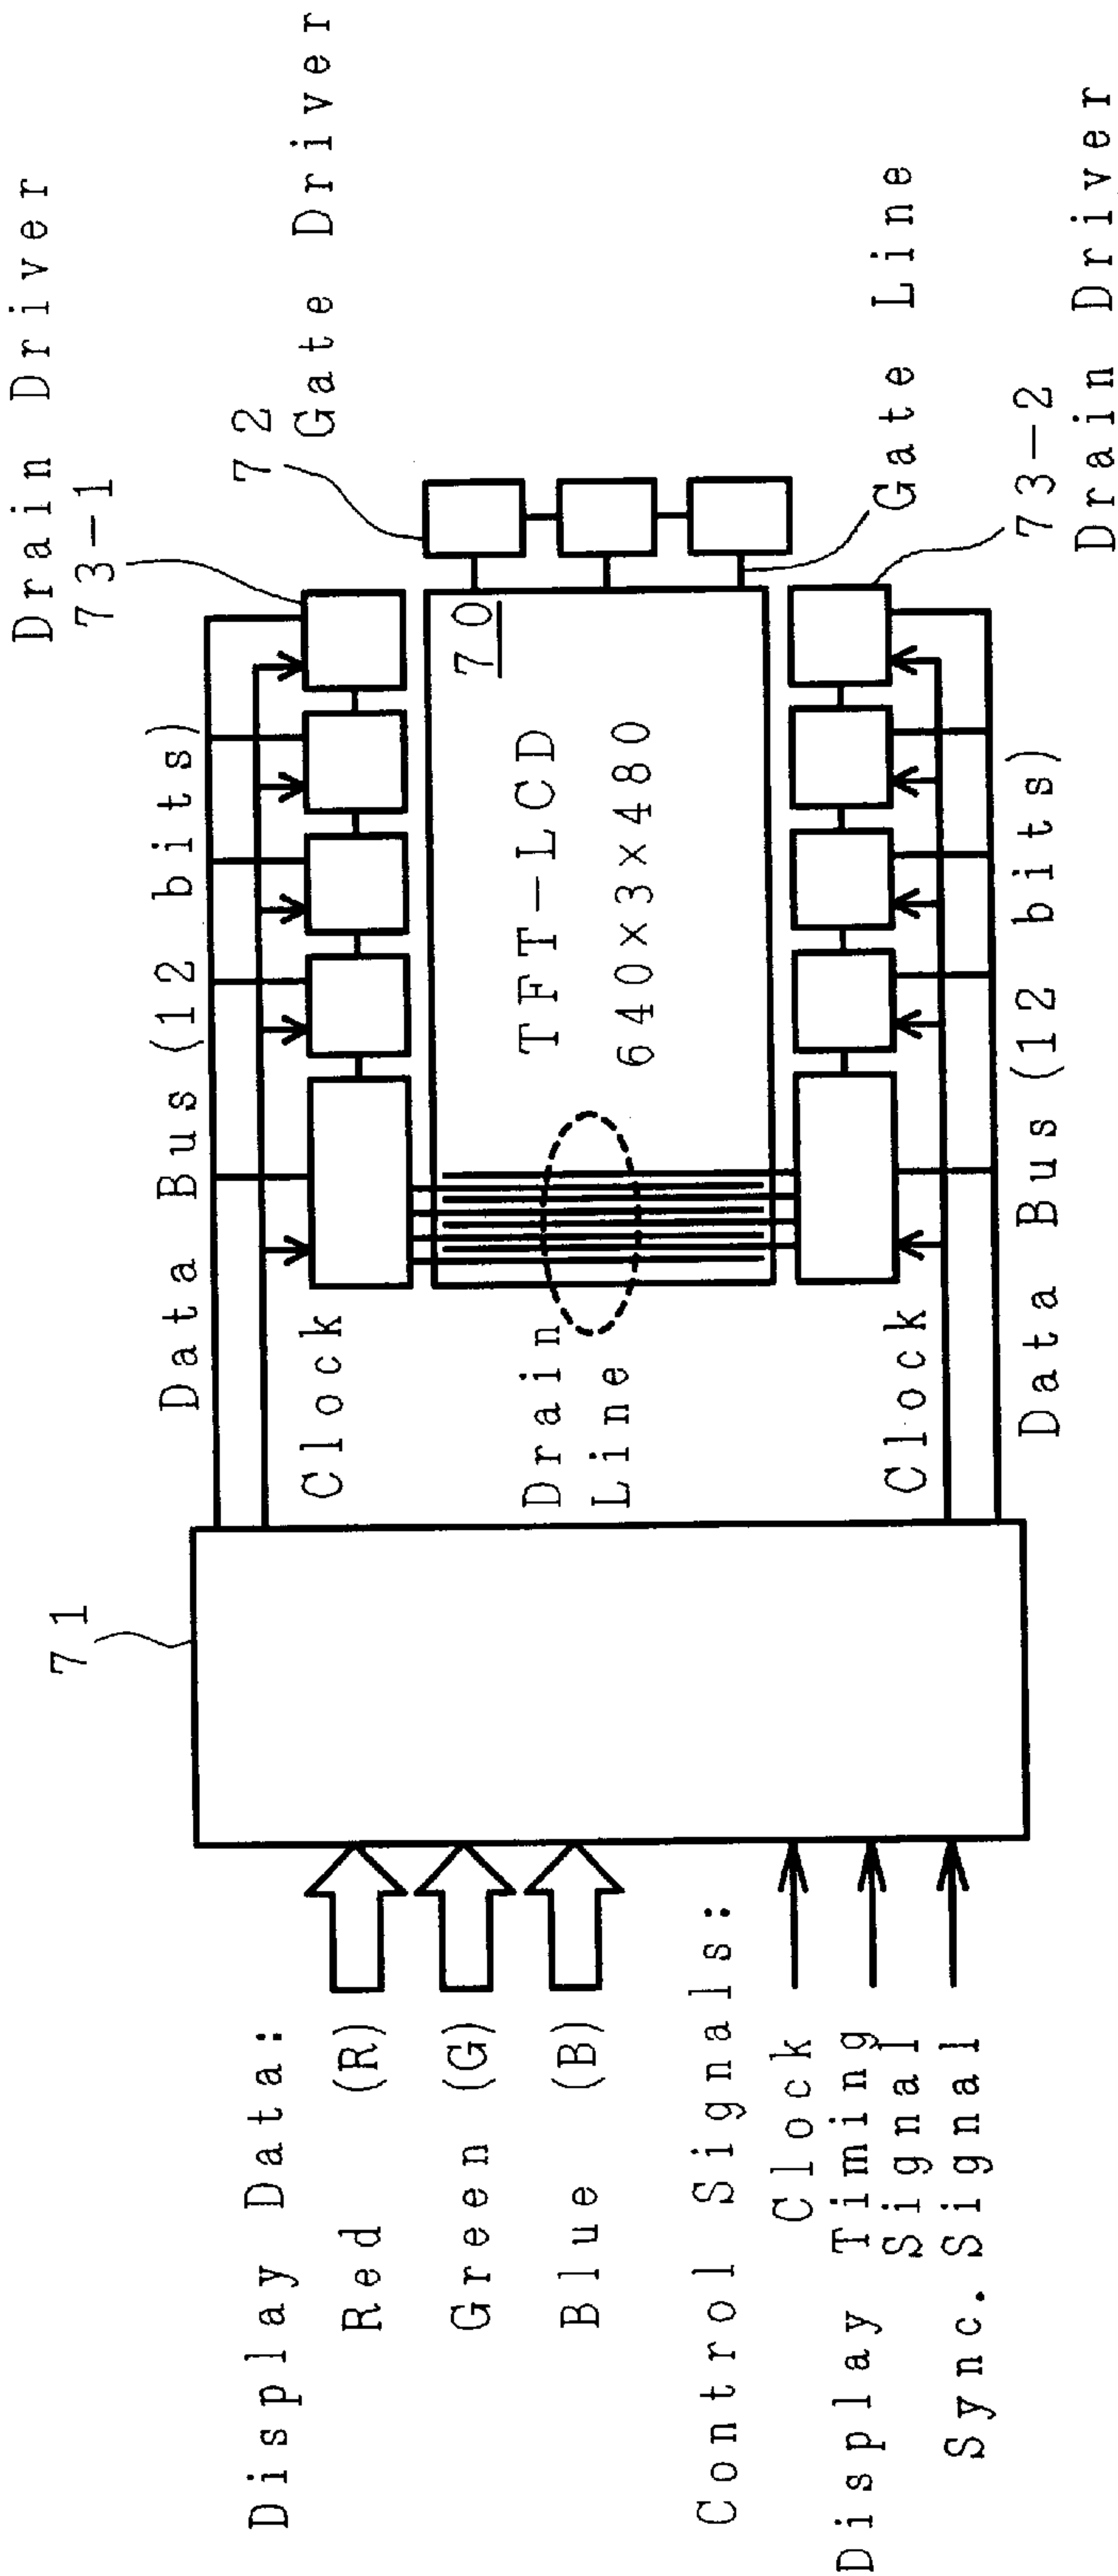 Drain Driver
73-1
72
Gate Driver
Data Bus (12 bits)
71
Clock
70
TFT-LCD
640×3×480
Drain
Line
Gate Line
Clock
73-2
Drain Driver
Data Bus (12 bits)
Display Data:
Red (R)
Green (G)
Blue (B)
Control Signals:
Clock
Display Timing
Signal
Sync. Signal